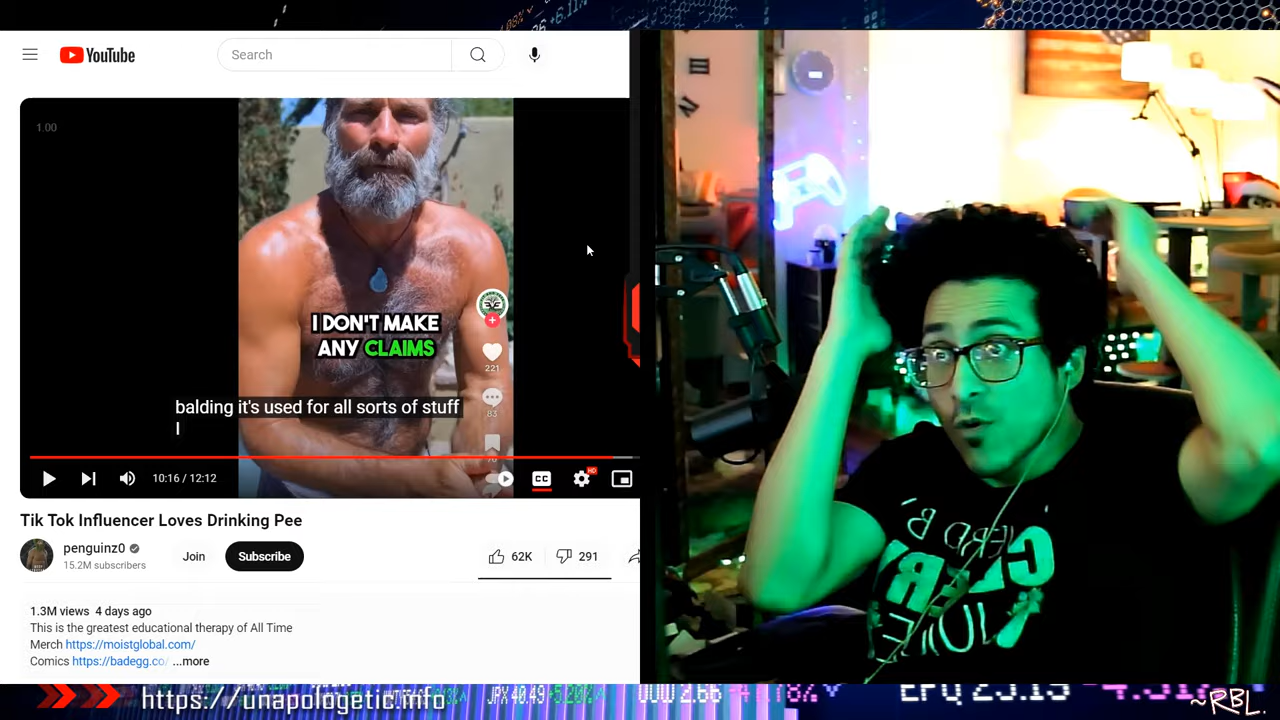 YouTube
Search
1.00
I DON'T MAKE
ANY CLAIMS
221
83
balding it's used for all sorts of stuff
I
10:16 / 12:12
CC
HD
Tik Tok Influencer Loves Drinking Pee
penguinz0
15.2M subscribers
Join
Subscribe
62K
291
1.3M views 4 days ago
This is the greatest educational therapy of All Time
Merch https://moistglobal.com/
Comics https://badegg.co/ ...more
https://unapologetic.info
~RBL.